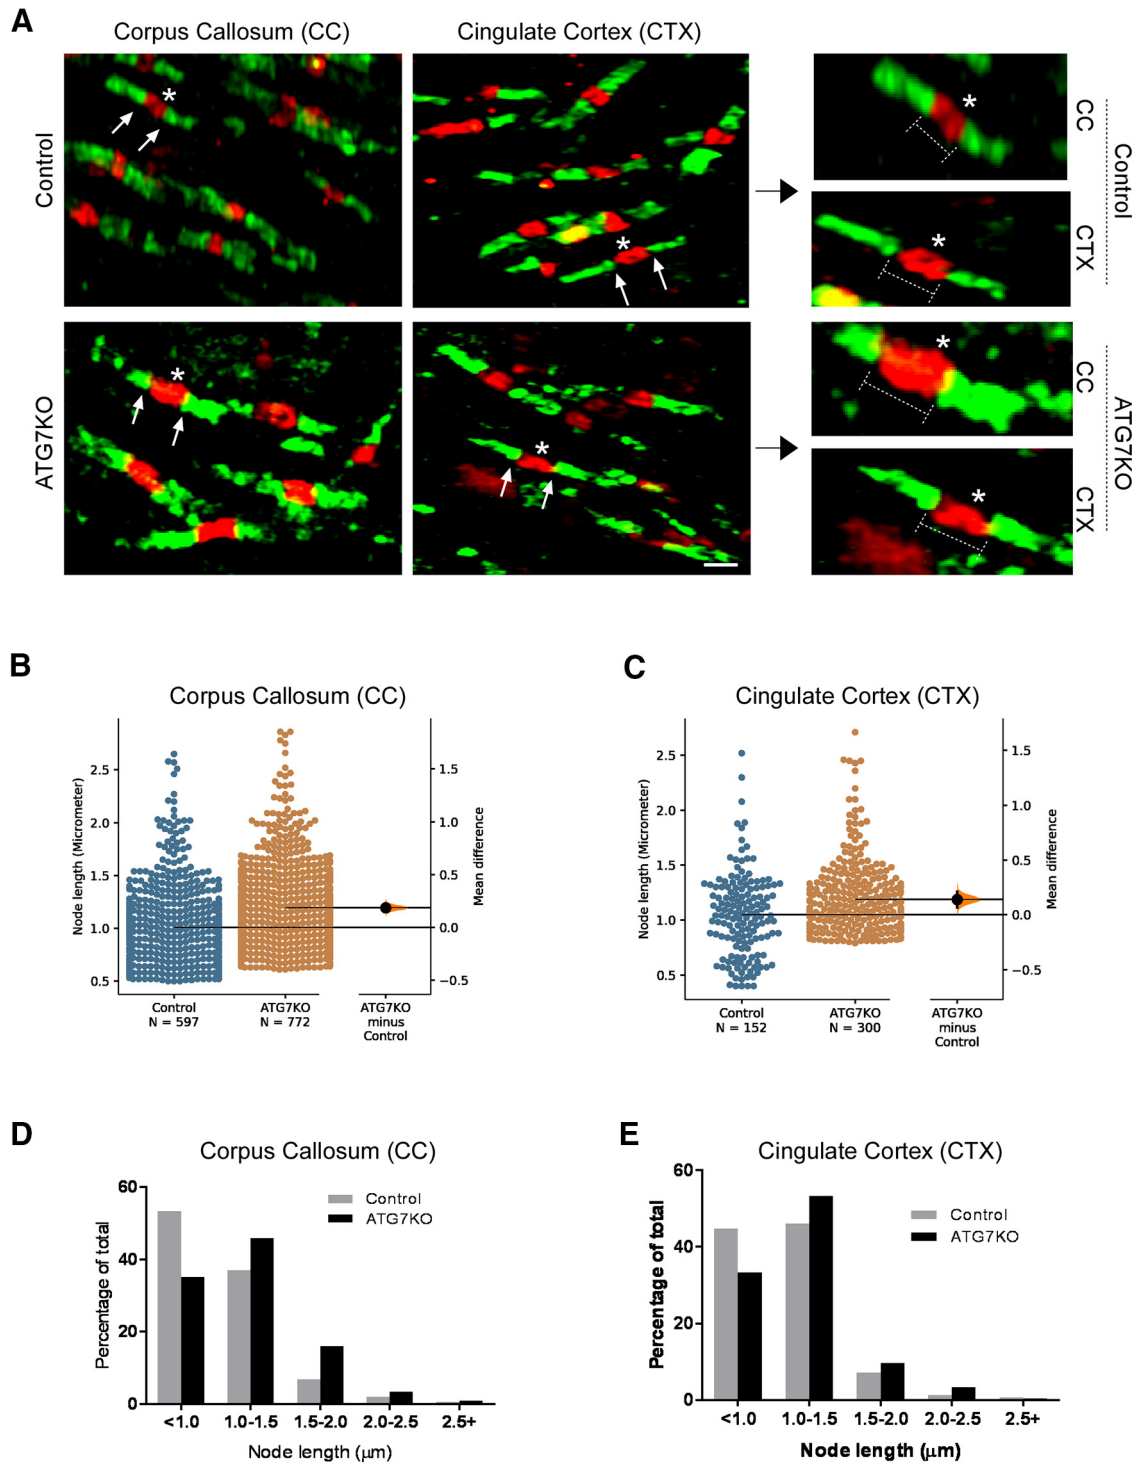 A
Corpus Callosum (CC)
Cingulate Cortex (CTX)
Control
*
*
*
CC
*
CTX
Control
ATG7KO
*
*
*
CC
*
CTX
ATG7KO
B
Corpus Callosum (CC)
Node length (Micrometer)
2.5
2.0
1.5
1.0
0.5
1.5
1.0
0.5
0.0
−0.5
Mean difference
Control
N = 597
ATG7KO
N = 772
ATG7KO
minus
Control
C
Cingulate Cortex (CTX)
Node length (Micrometer)
2.5
2.0
1.5
1.0
0.5
1.5
1.0
0.5
0.0
−0.5
Mean difference
Control
N = 152
ATG7KO
N = 300
ATG7KO
minus
Control
D
Corpus Callosum (CC)
Percentage of total
60
40
20
0
Control
ATG7KO
<1.0
1.0-1.5
1.5-2.0
2.0-2.5
2.5+
Node length (μm)
E
Cingulate Cortex (CTX)
Percentage of total
60
40
20
0
Control
ATG7KO
<1.0
1.0-1.5
1.5-2.0
2.0-2.5
2.5+
Node length (μm)